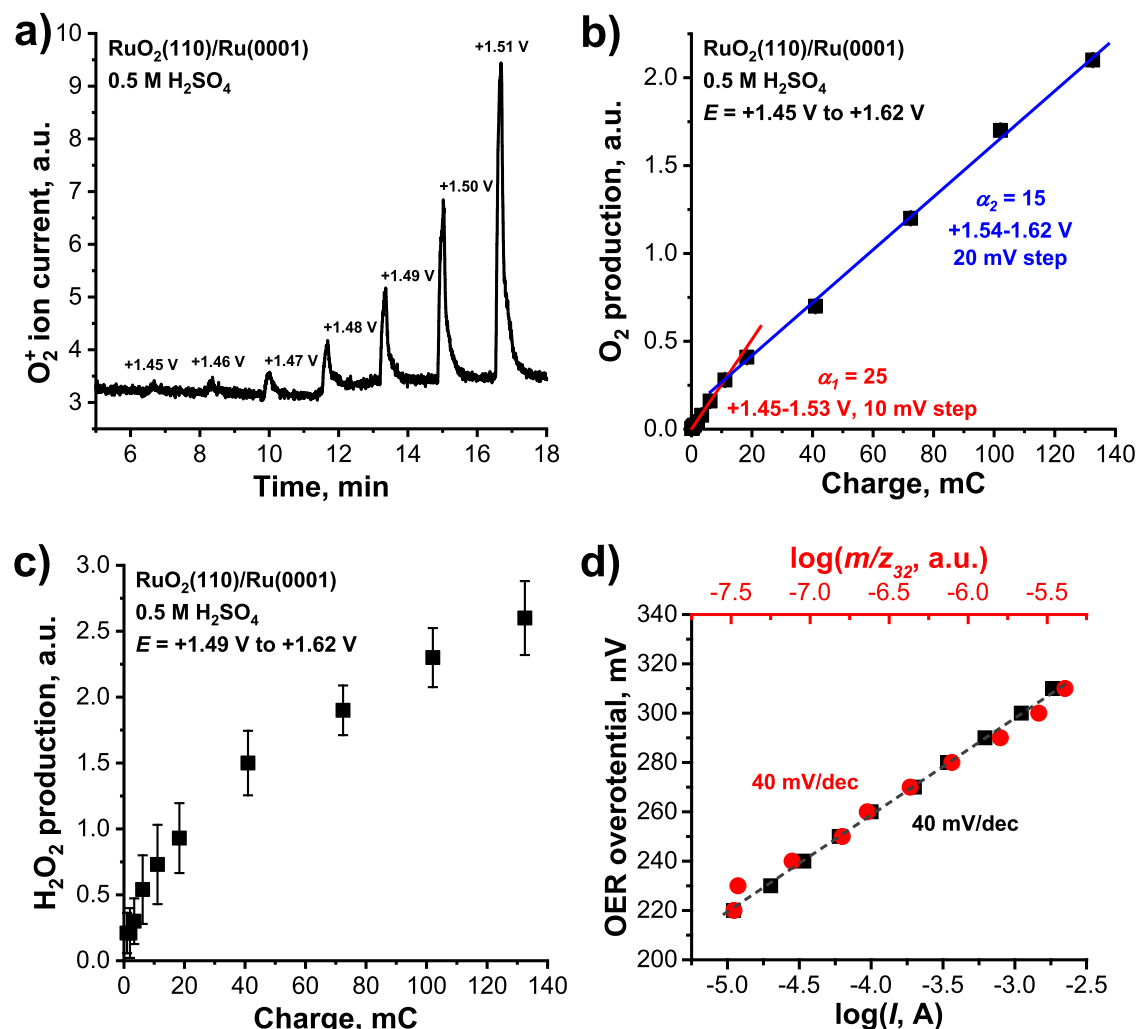 a)
RuO2(110)/Ru(0001)
0.5 M H2SO4
+1.45 V
+1.46 V
+1.47 V
+1.48 V
+1.49 V
+1.50 V
+1.51 V
O2+ ion current, a.u.
10
9
8
7
6
5
4
3
6 8 10 12 14 16 18
Time, min
b)
RuO2(110)/Ru(0001)
0.5 M H2SO4
E = +1.45 V to +1.62 V
α2 = 15
+1.54-1.62 V
20 mV step
α1 = 25
+1.45-1.53 V, 10 mV step
O2 production, a.u.
2.0
1.5
1.0
0.5
0.0
0 20 40 60 80 100 120 140
Charge, mC
c)
RuO2(110)/Ru(0001)
0.5 M H2SO4
E = +1.49 V to +1.62 V
H2O2 production, a.u.
3.0
2.5
2.0
1.5
1.0
0.5
0.0
0 20 40 60 80 100 120 140
Charge, mC
d)
log(m/z32, a.u.)
-7.5 -7.0 -6.5 -6.0 -5.5
40 mV/dec
40 mV/dec
OER overotential, mV
340
320
300
280
260
240
220
200
-5.0 -4.5 -4.0 -3.5 -3.0 -2.5
log(I, A)